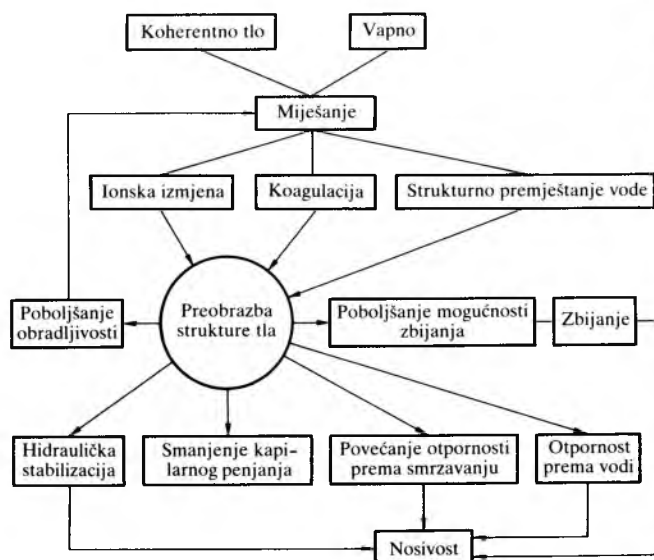 Koherentno tlo
Vapno
Miješanje
Ionska izmjena
Koagulacija
Strukturno premještanje vode
Poboljšanje
obradljivosti
Preobrazba
strukture tla
Poboljšanje mogućnosti
zbijanja
Zbijanje
Hidraulička
stabilizacija
Smanjenje kapi-
larnog penjanja
Povećanje otpornosti
prema smrzavanju
Otpornost
prema vodi
Nosivost